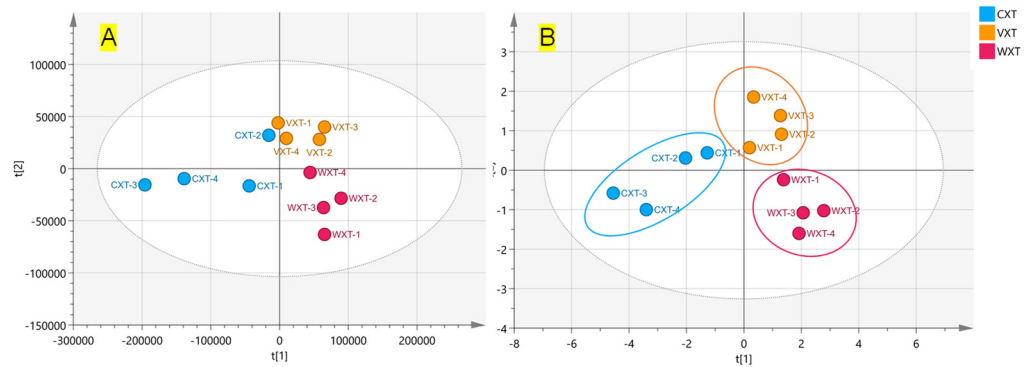 A
100000
50000
0
-50000
-100000
-150000
t[2]
-300000 -200000 -100000 0 100000 200000
t[1]
CXT-2
VXT-1
VXT-3
VXT-4
VXT-2
CXT-3
CXT-4
CXT-1
WXT-4
WXT-2
WXT-3
WXT-1
B
3
2
1
0
-1
-2
-3
-4
-8 -6 -4 -2 0 2 4 6
t[1]
VXT-4
VXT-3
VXT-2
VXT-1
CXT-1
CXT-2
CXT-3
CXT-4
WXT-1
WXT-3
WXT-2
WXT-4
CXT
VXT
WXT